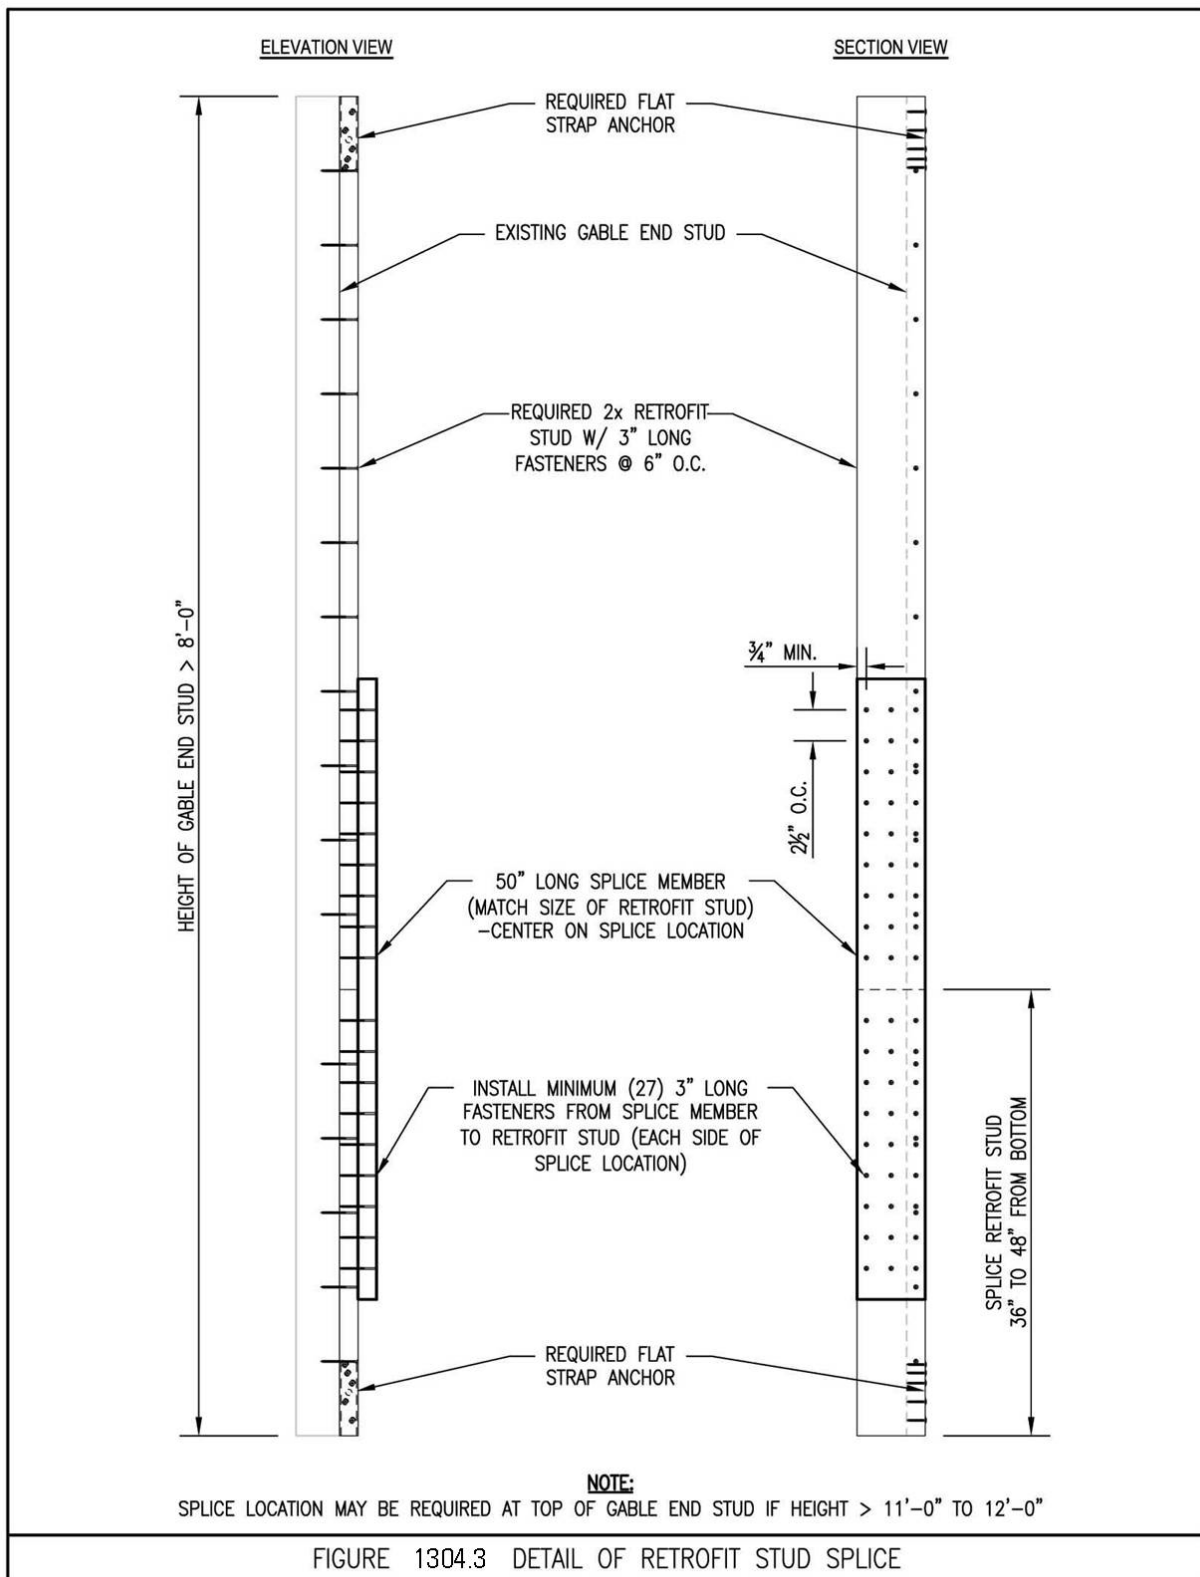 ELEVATION VIEW
SECTION VIEW
REQUIRED FLAT
STRAP ANCHOR
EXISTING GABLE END STUD
REQUIRED 2x RETROFIT
STUD W/ 3" LONG
FASTENERS @ 6" O.C.
HEIGHT OF GABLE END STUD > 8'-0"
¾" MIN.
2½" O.C.
50" LONG SPLICE MEMBER
(MATCH SIZE OF RETROFIT STUD)
-CENTER ON SPLICE LOCATION
INSTALL MINIMUM (27) 3" LONG
FASTENERS FROM SPLICE MEMBER
TO RETROFIT STUD (EACH SIDE OF
SPLICE LOCATION)
SPLICE RETROFIT STUD
36" TO 48" FROM BOTTOM
REQUIRED FLAT
STRAP ANCHOR
NOTE:
SPLICE LOCATION MAY BE REQUIRED AT TOP OF GABLE END STUD IF HEIGHT > 11'-0" TO 12'-0"
FIGURE 1304.3 DETAIL OF RETROFIT STUD SPLICE